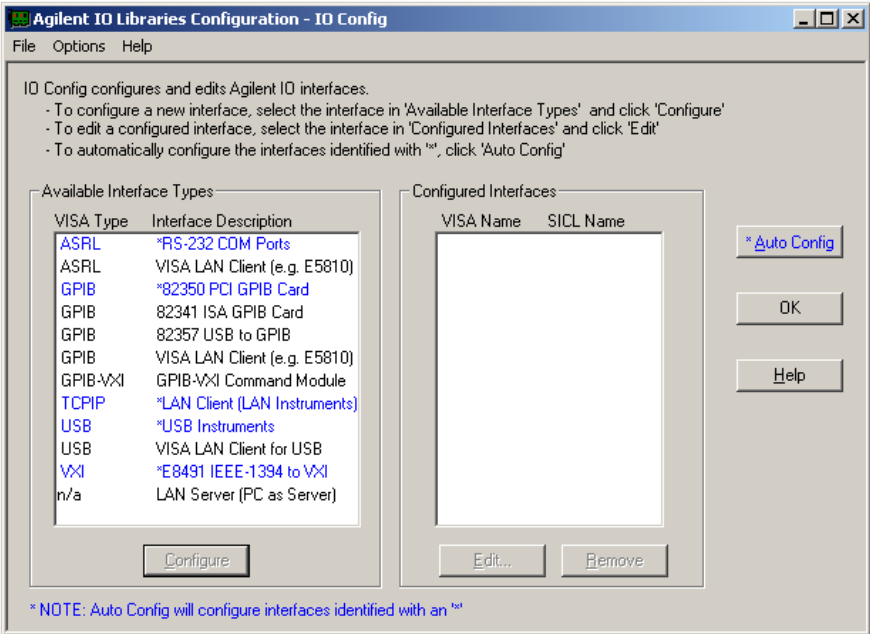 Agilent IO Libraries Configuration - IO Config
File Options Help
IO Config configures and edits Agilent IO interfaces.
- To configure a new interface, select the interface in 'Available Interface Types' and click 'Configure'
- To edit a configured interface, select the interface in 'Configured Interfaces' and click 'Edit'
- To automatically configure the interfaces identified with '*', click 'Auto Config'
Available Interface Types
VISA Type Interface Description
ASRL *RS-232 COM Ports
ASRL VISA LAN Client (e.g. E5810)
GPIB *82350 PCI GPIB Card
GPIB 82341 ISA GPIB Card
GPIB 82357 USB to GPIB
GPIB VISA LAN Client (e.g. E5810)
GPIB-VXI GPIB-VXI Command Module
TCPIP *LAN Client (LAN Instruments)
USB *USB Instruments
USB VISA LAN Client for USB
VXI *E8491 IEEE-1394 to VXI
n/a LAN Server (PC as Server)
Configure
Configured Interfaces
VISA Name SICL Name
Edit... Remove
* Auto Config
OK
Help
* NOTE: Auto Config will configure interfaces identified with an '*'